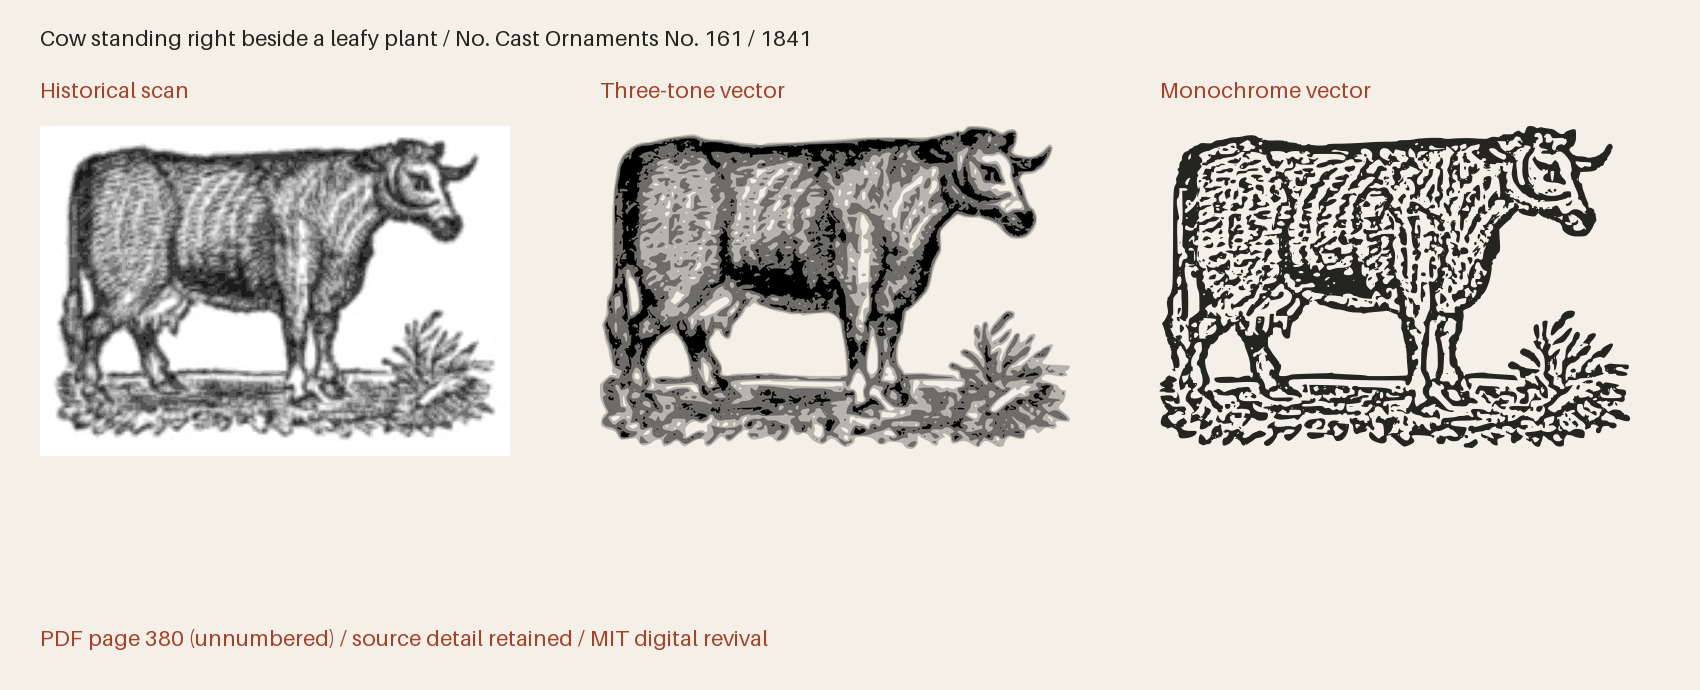 Cow standing right beside a leafy plant / No. Cast Ornaments No. 161 / 1841
Historical scan
Three-tone vector
Monochrome vector
PDF page 380 (unnumbered) / source detail retained / MIT digital revival